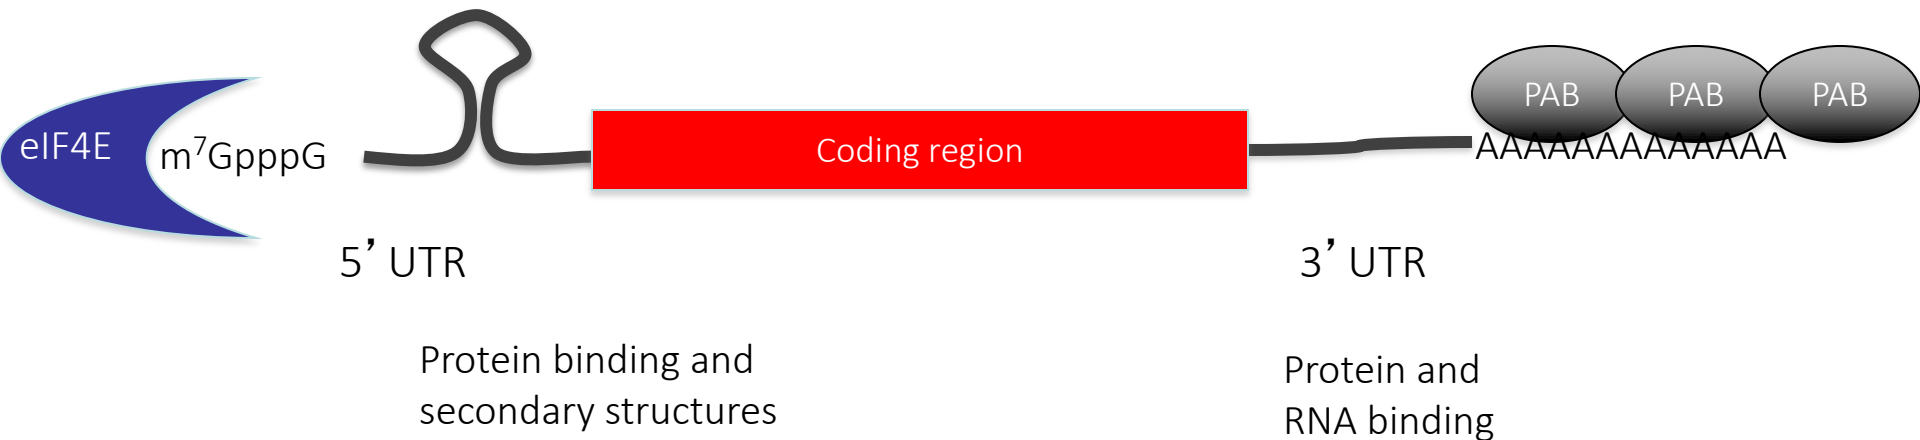 eIF4E
m⁷GpppG
Coding region
PAB
PAB
PAB
AAAAAAAAAAAAA
5’ UTR
3’ UTR
Protein binding and
secondary structures
Protein and
RNA binding